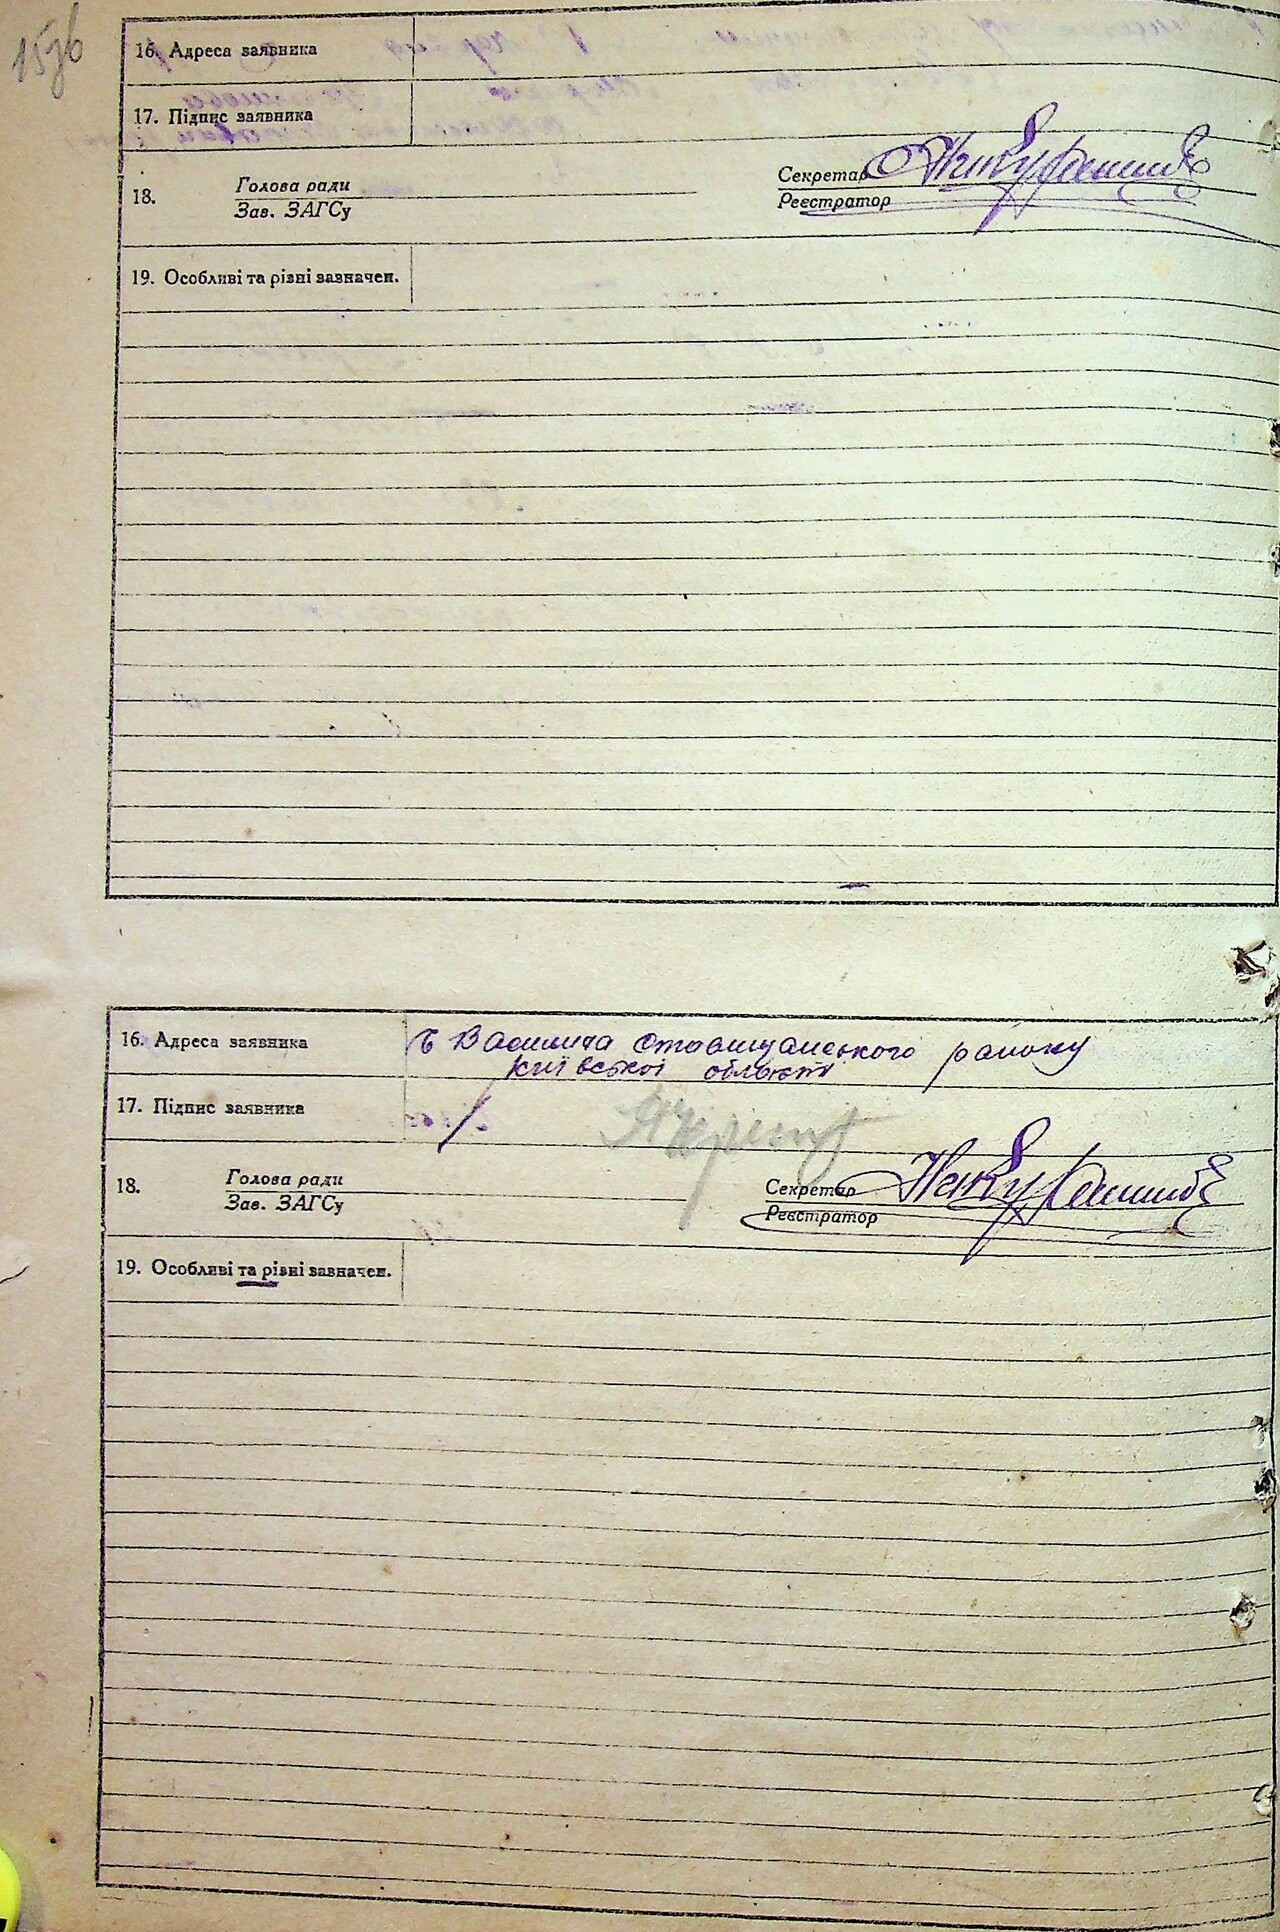 15зв
16. Адреса заявника
17. Підпис заявника
18. Голова ради
Зав. ЗАГСу
Секретар
Реєстратор
19. Особливі та різні зазначен.
16. Адреса заявника
Ставищанського району
Київської області
17. Підпис заявника
18. Голова ради
Зав. ЗАГСу
Секретар
Реєстратор
19. Особливі та різні зазначен.